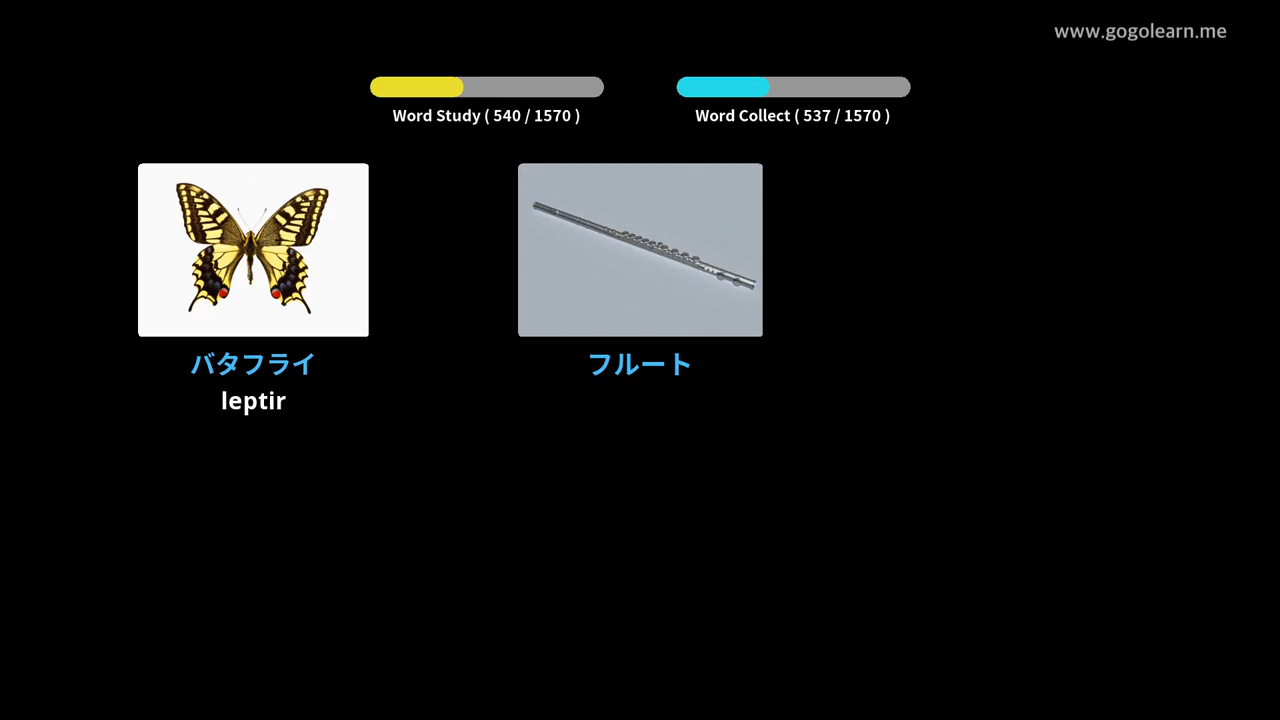 www.gogolearn.me
Word Study ( 540 / 1570 )
Word Collect ( 537 / 1570 )
バタフライ
leptir
フルート